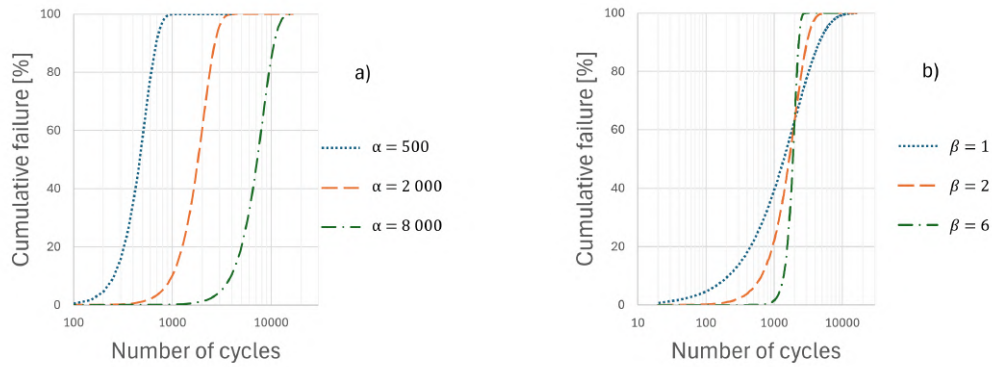 Cumulative failure [%]
100
80
60
40
20
0
100
1000
10000
Number of cycles
a)
α = 500
α = 2 000
α = 8 000
Cumulative failure [%]
100
80
60
40
20
0
10
100
1000
10000
Number of cycles
b)
β = 1
β = 2
β = 6